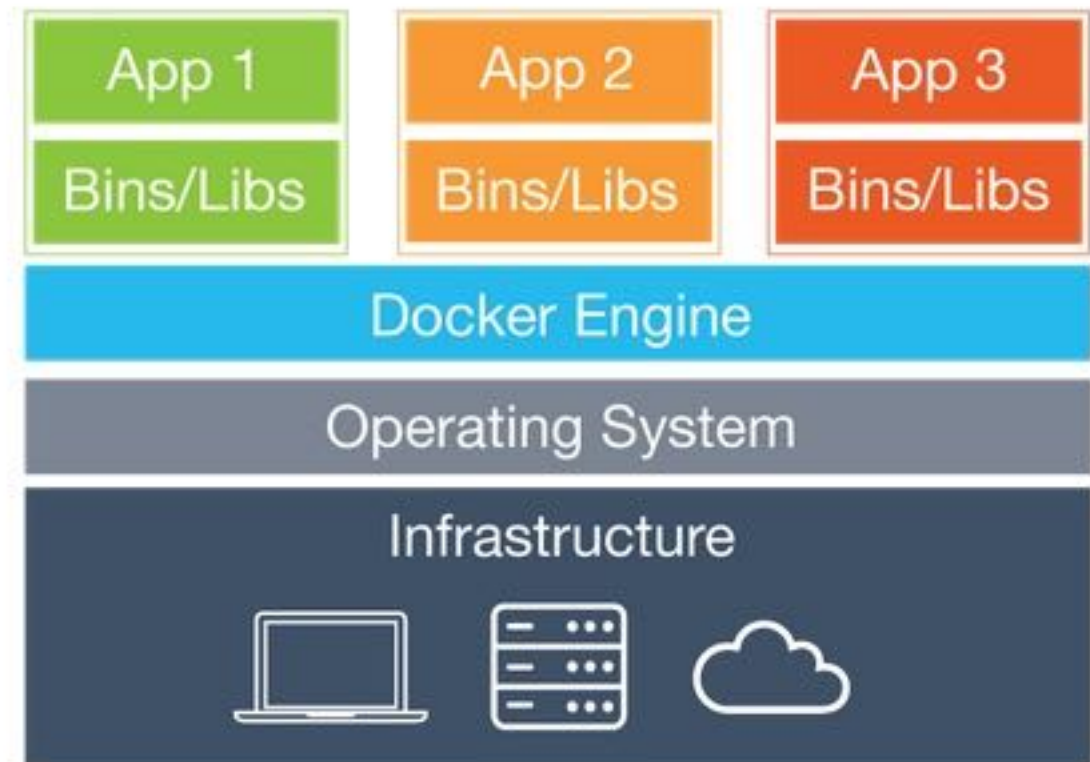 App 1
App 2
App 3
Bins/Libs
Bins/Libs
Bins/Libs
Docker Engine
Operating System
Infrastructure